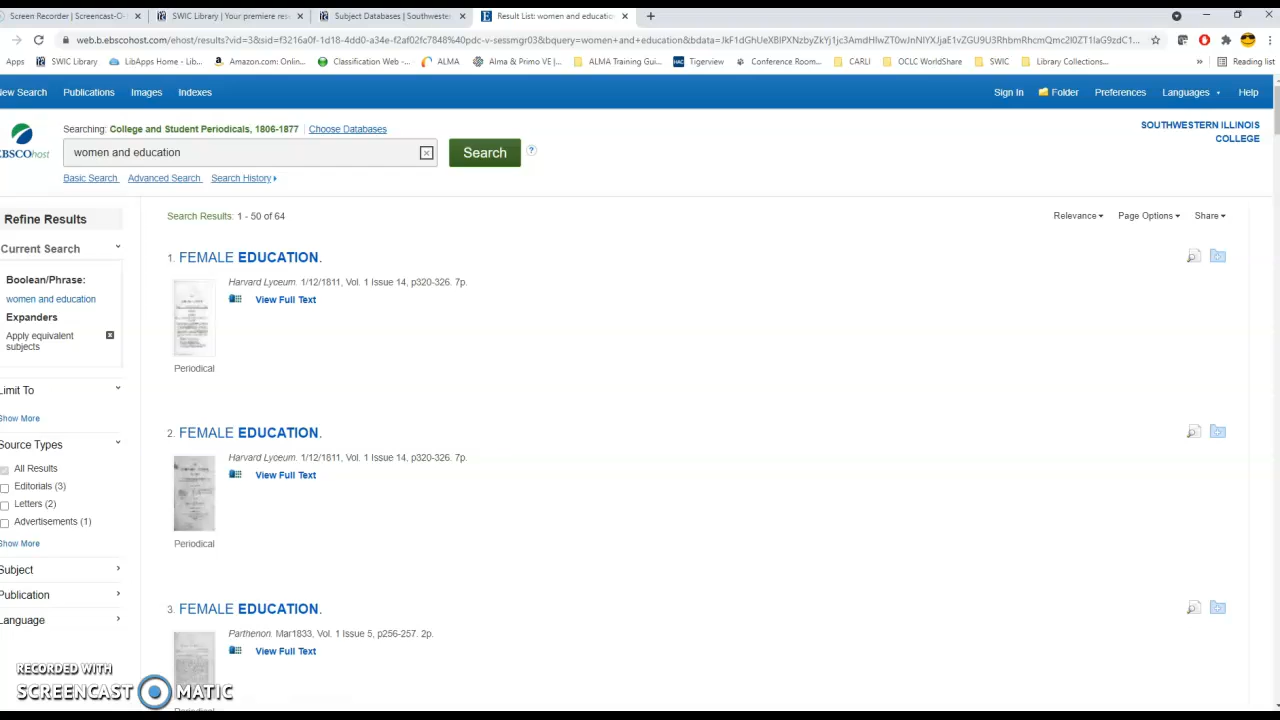 Screen Recorder | Screencast-O-
SWIC Library | Your premiere res
Subject Databases | Southwester
Result List: women and educatio
web.b.ebscohost.com/ehost/results?vid=3&sid=f3216a0f-1d18-4dd0-a34e-f2af02fc7848%40pdc-v-sessmgr03&bquery=women+and+education&bdata=
Apps
SWIC Library
LibApps Home - Lib...
Amazon.com: Onlin...
Classification Web -...
ALMA
Alma & Primo VE |...
ALMA Training Gui...
Tigerview
Conference Room...
CARLI
OCLC WorldShare
SWIC
Library Collections...
Reading list
New Search
Publications
Images
Indexes
Sign In
Folder
Preferences
Languages
Help
EBSCOhost
Searching: College and Student Periodicals, 1806-1877 Choose Databases
women and education
Search
Basic Search Advanced Search Search History
SOUTHWESTERN ILLINOIS
COLLEGE
Refine Results
Current Search
Boolean/Phrase:
women and education
Expanders
Apply equivalent
subjects
Limit To
Show More
Source Types
All Results
Editorials (3)
Letters (2)
Advertisements (1)
Show More
Subject
Publication
Language
Search Results: 1 - 50 of 64
Relevance
Page Options
Share
1. FEMALE EDUCATION.
Harvard Lyceum. 1/12/1811, Vol. 1 Issue 14, p320-326. 7p.
View Full Text
Periodical
2. FEMALE EDUCATION.
Harvard Lyceum. 1/12/1811, Vol. 1 Issue 14, p320-326. 7p.
View Full Text
Periodical
3. FEMALE EDUCATION.
Parthenon. Mar1833, Vol. 1 Issue 5, p256-257. 2p.
View Full Text
Periodical
RECORDED WITH
SCREENCAST MATIC